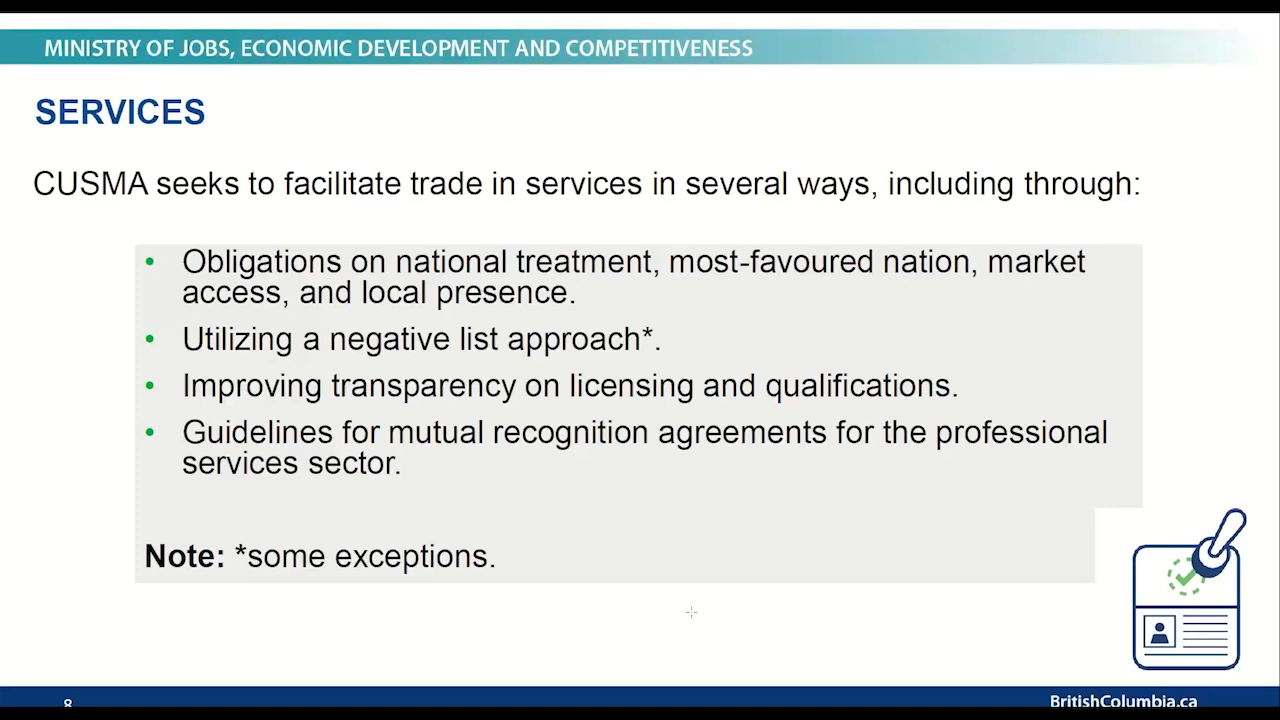 MINISTRY OF JOBS, ECONOMIC DEVELOPMENT AND COMPETITIVENESS
SERVICES
CUSMA seeks to facilitate trade in services in several ways, including through:
• Obligations on national treatment, most-favoured nation, market
access, and local presence.
• Utilizing a negative list approach*.
• Improving transparency on licensing and qualifications.
• Guidelines for mutual recognition agreements for the professional
services sector.
Note: *some exceptions.
8
BritishColumbia.ca